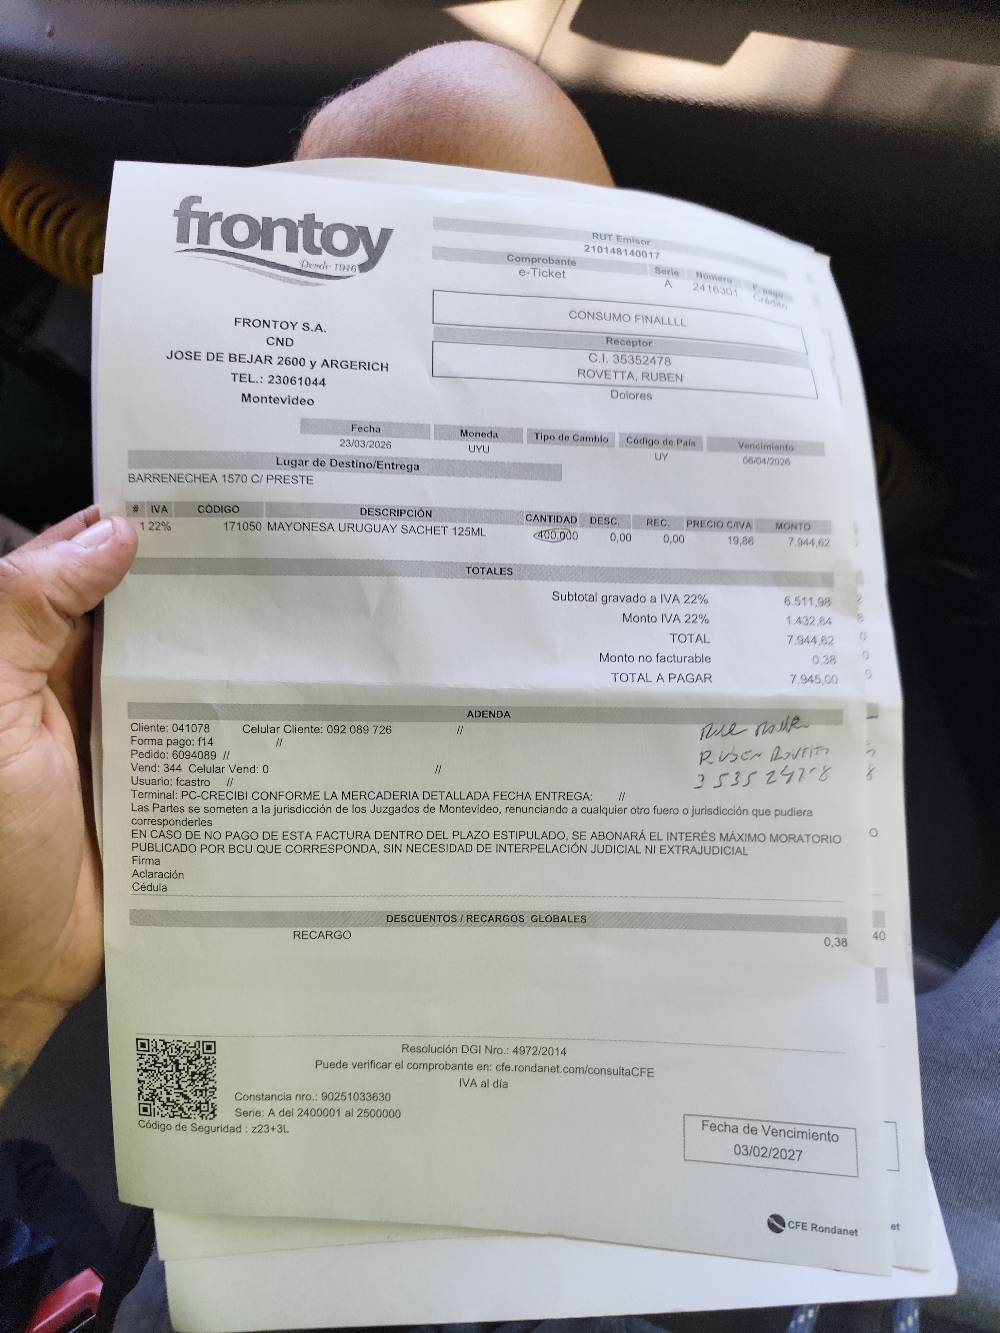 frontoy
Desde 1946
FRONTOY S.A.
CND
JOSE DE BEJAR 2600 y ARGERICH
TEL.: 23061044
Montevideo
RUT Emisor
210148140017
Comprobante Serie Número F. pago
e-Ticket A 2416301 Crédito
CONSUMO FINALLLL
Receptor
C.I. 35352478
ROVETTA, RUBEN
Dolores
Fecha Moneda Tipo de Cambio Código de País Vencimiento
23/03/2026 UYU UY 06/04/2026
Lugar de Destino/Entrega
BARRENECHEA 1570 C/ PRESTE
# IVA CÓDIGO DESCRIPCIÓN CANTIDAD DESC. REC. PRECIO C/IVA MONTO
1 22% 171050 MAYONESA URUGUAY SACHET 125ML 400,000 0,00 0,00 19,86 7.944,62
TOTALES
Subtotal gravado a IVA 22% 6.511,98
Monto IVA 22% 1.432,64
TOTAL 7.944,62
Monto no facturable 0,38
TOTAL A PAGAR 7.945,00
ADENDA
Cliente: 041078 Celular Cliente: 092 089 726 //
Forma pago: f14 //
Pedido: 6094089 //
Vend: 344 Celular Vend: 0 //
Usuario: fcastro //
Terminal: PC-CRECIBI CONFORME LA MERCADERIA DETALLADA FECHA ENTREGA: //
Las Partes se someten a la jurisdicción de los Juzgados de Montevideo, renunciando a cualquier otro fuero o jurisdicción que pudiera
corresponderles
EN CASO DE NO PAGO DE ESTA FACTURA DENTRO DEL PLAZO ESTIPULADO, SE ABONARÁ EL INTERÉS MÁXIMO MORATORIO
PUBLICADO POR BCU QUE CORRESPONDA, SIN NECESIDAD DE INTERPELACIÓN JUDICIAL NI EXTRAJUDICIAL
Firma
Aclaración
Cédula
DESCUENTOS / RECARGOS GLOBALES
RECARGO 0,38
40
Resolución DGI Nro.: 4972/2014
Puede verificar el comprobante en: cfe.rondanet.com/consultaCFE
IVA al día
Constancia nro.: 90251033630
Serie: A del 2400001 al 2500000
Código de Seguridad : z23+3L
Fecha de Vencimiento
03/02/2027
CFE Rondanet
et